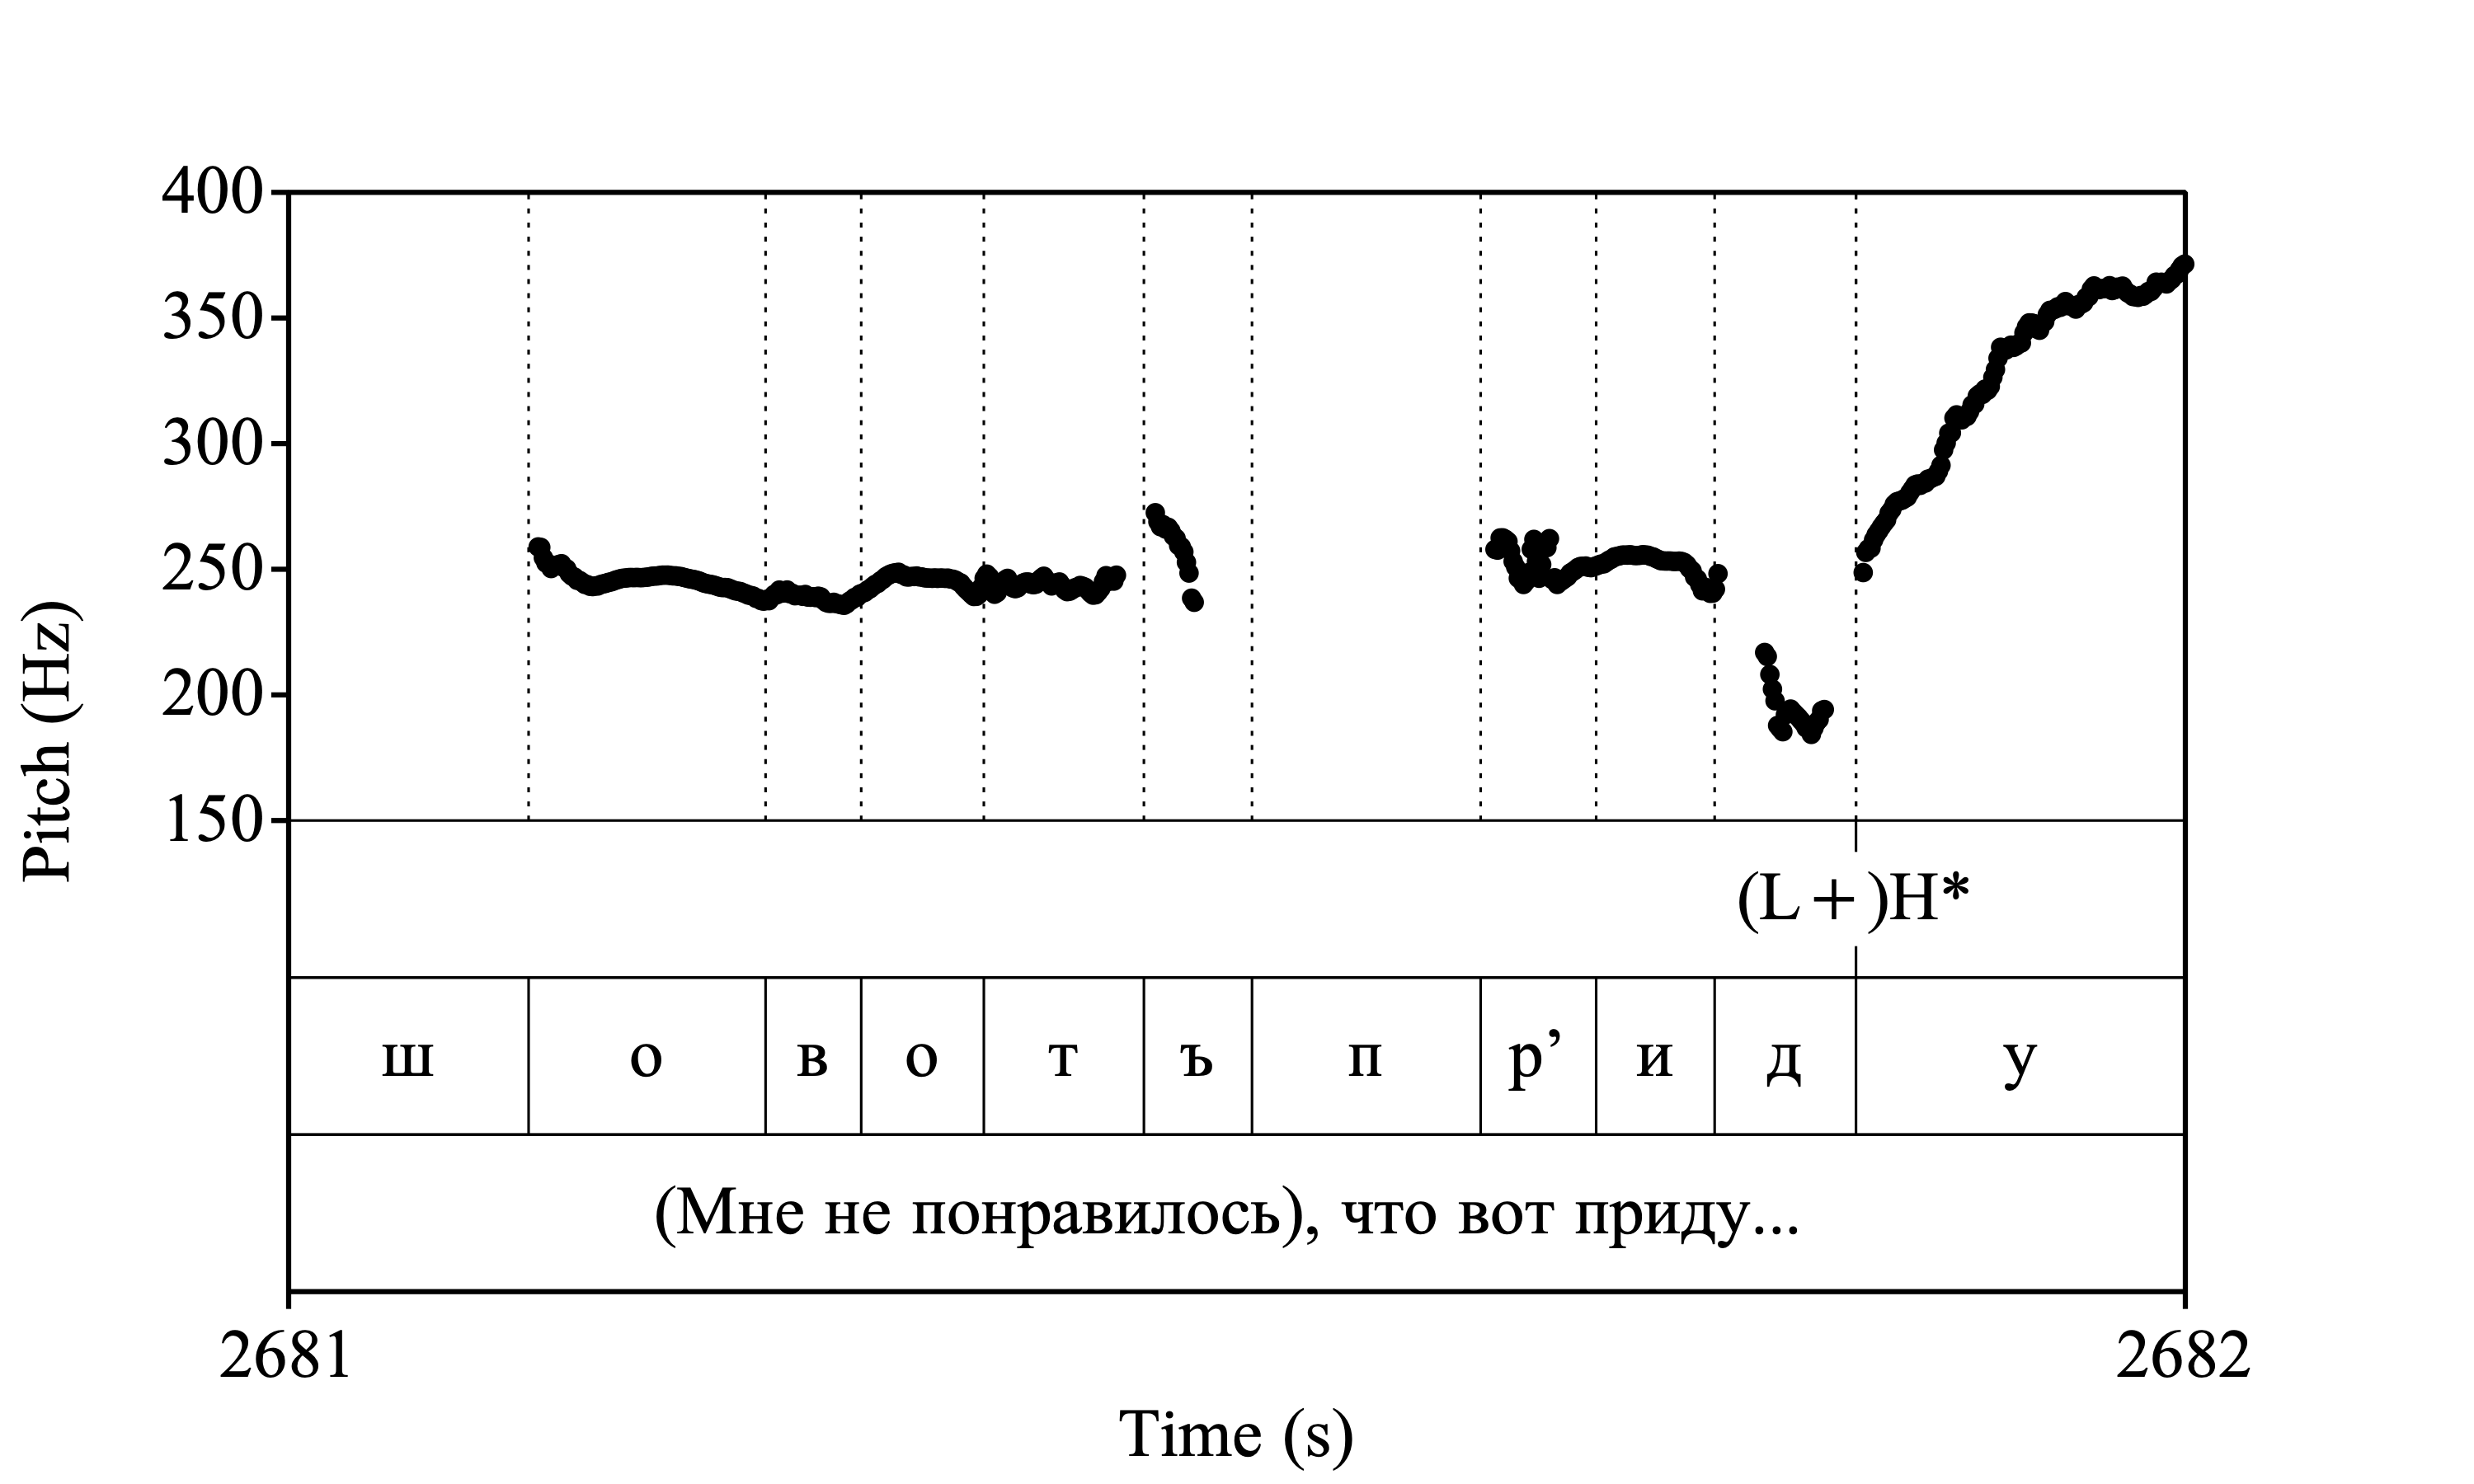 400
350
300
250
200
150
Pitch (Hz)
(L + )H*
ш о в о т ъ п р’ и д у
(Мне не понравилось), что вот приду...
2681 2682
Time (s)